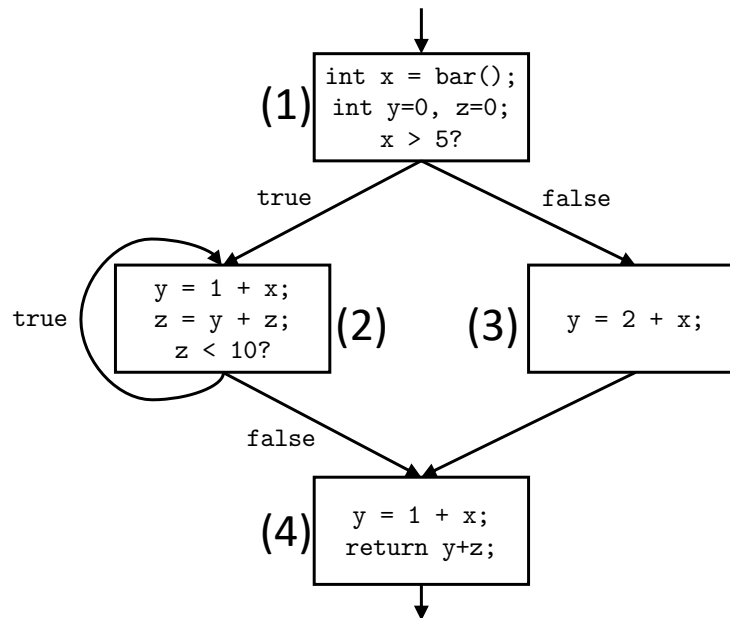 (1)
int x = bar();
int y=0, z=0;
x > 5?
true
false
true
y = 1 + x;
z = y + z;
z < 10?
(2)
(3)
y = 2 + x;
false
(4)
y = 1 + x;
return y+z;